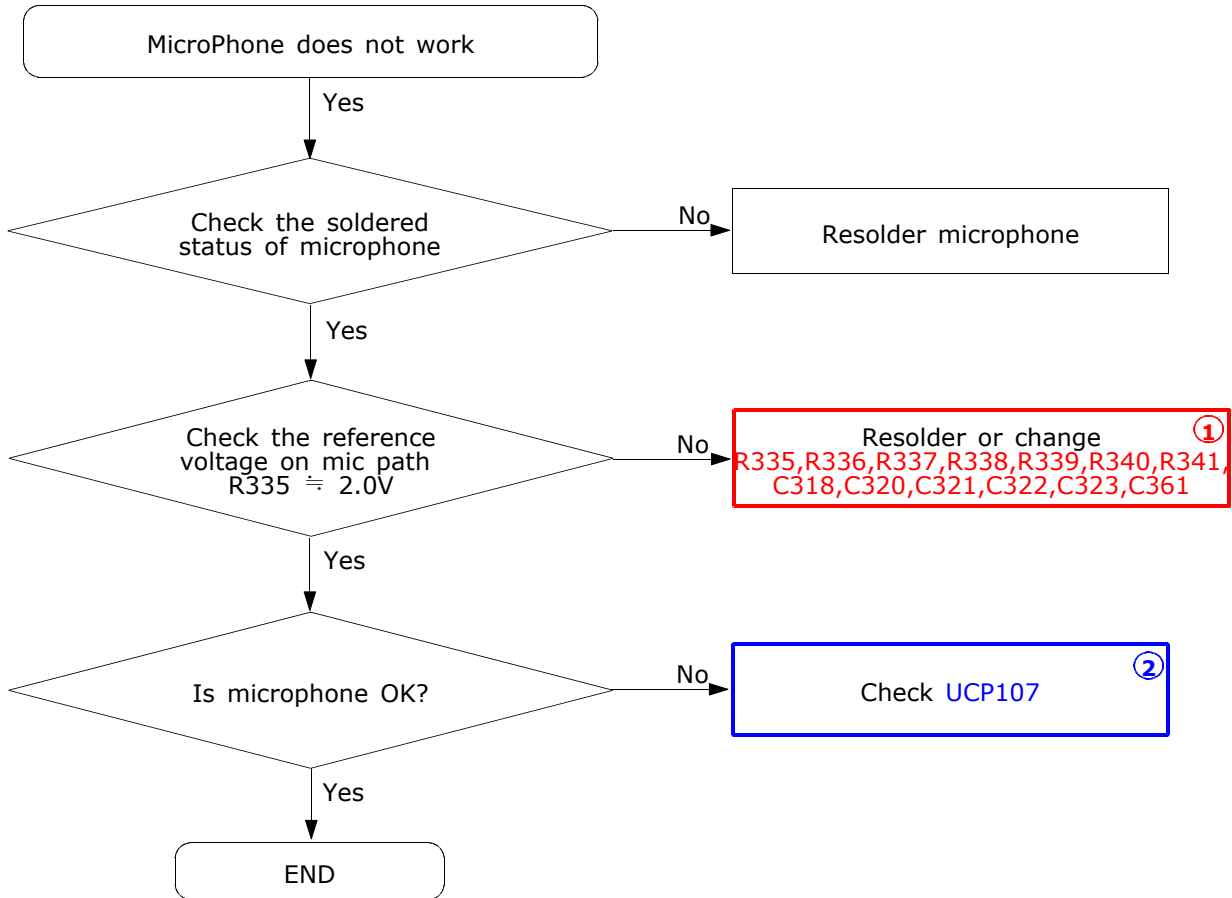 MicroPhone does not work
Yes
Check the soldered
status of microphone
No
Resolder microphone
Yes
Check the reference
voltage on mic path
R335 ≒ 2.0V
No
Resolder or change
①
R335,R336,R337,R338,R339,R340,R341,
C318,C320,C321,C322,C323,C361
Yes
Is microphone OK?
No
Check UCP107
②
Yes
END